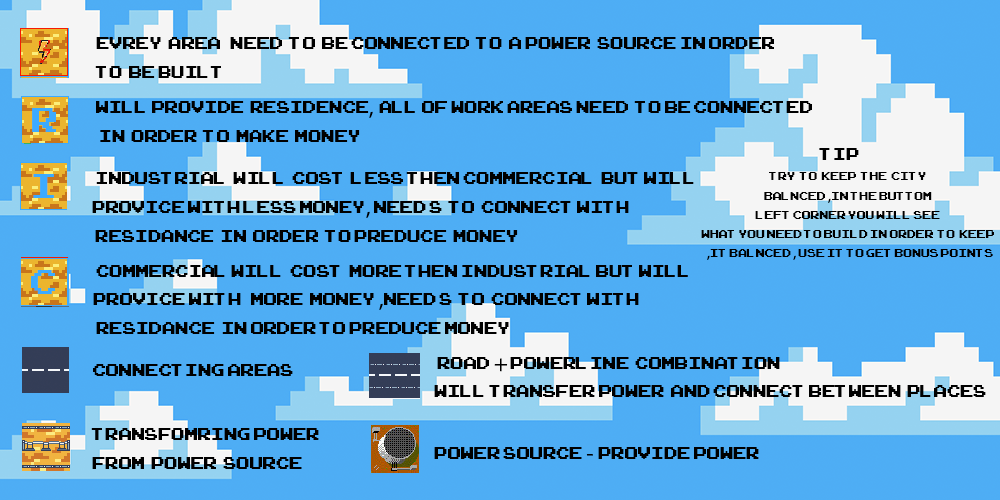 EVREY AREA NEED TO BE CONNECTED TO A POWER SOURCE IN ORDER
TO BE BUILT
R
WILL PROVIDE RESIDENCE, ALL OF WORK AREAS NEED TO BE CONNECTED
IN ORDER TO MAKE MONEY
I
INDUSTRIAL WILL COST LESS THEN COMMERCIAL BUT WILL
PROVICE WITH LESS MONEY, NEEDS TO CONNECT WITH
RESIDANCE IN ORDER TO PREDUCE MONEY
C
COMMERCIAL WILL COST MORE THEN INDUSTRIAL BUT WILL
PROVICE WITH MORE MONEY ,NEEDS TO CONNECT WITH
RESIDANCE IN ORDER TO PREDUCE MONEY
CONNECTING AREAS
ROAD + POWERLINE COMBINATION
WILL TRANSFER POWER AND CONNECT BETWEEN PLACES
TRANSFOMRING POWER
FROM POWER SOURCE
POWER SOURCE - PROVIDE POWER
TIP
TRY TO KEEP THE CITY
BALNCED ,IN THE BUTTOM
LEFT CORNER YOU WILL SEE
WHAT YOU NEED TO BUILD IN ORDER TO KEEP
,IT BALNCED, USE IT TO GET BONUS POINTS